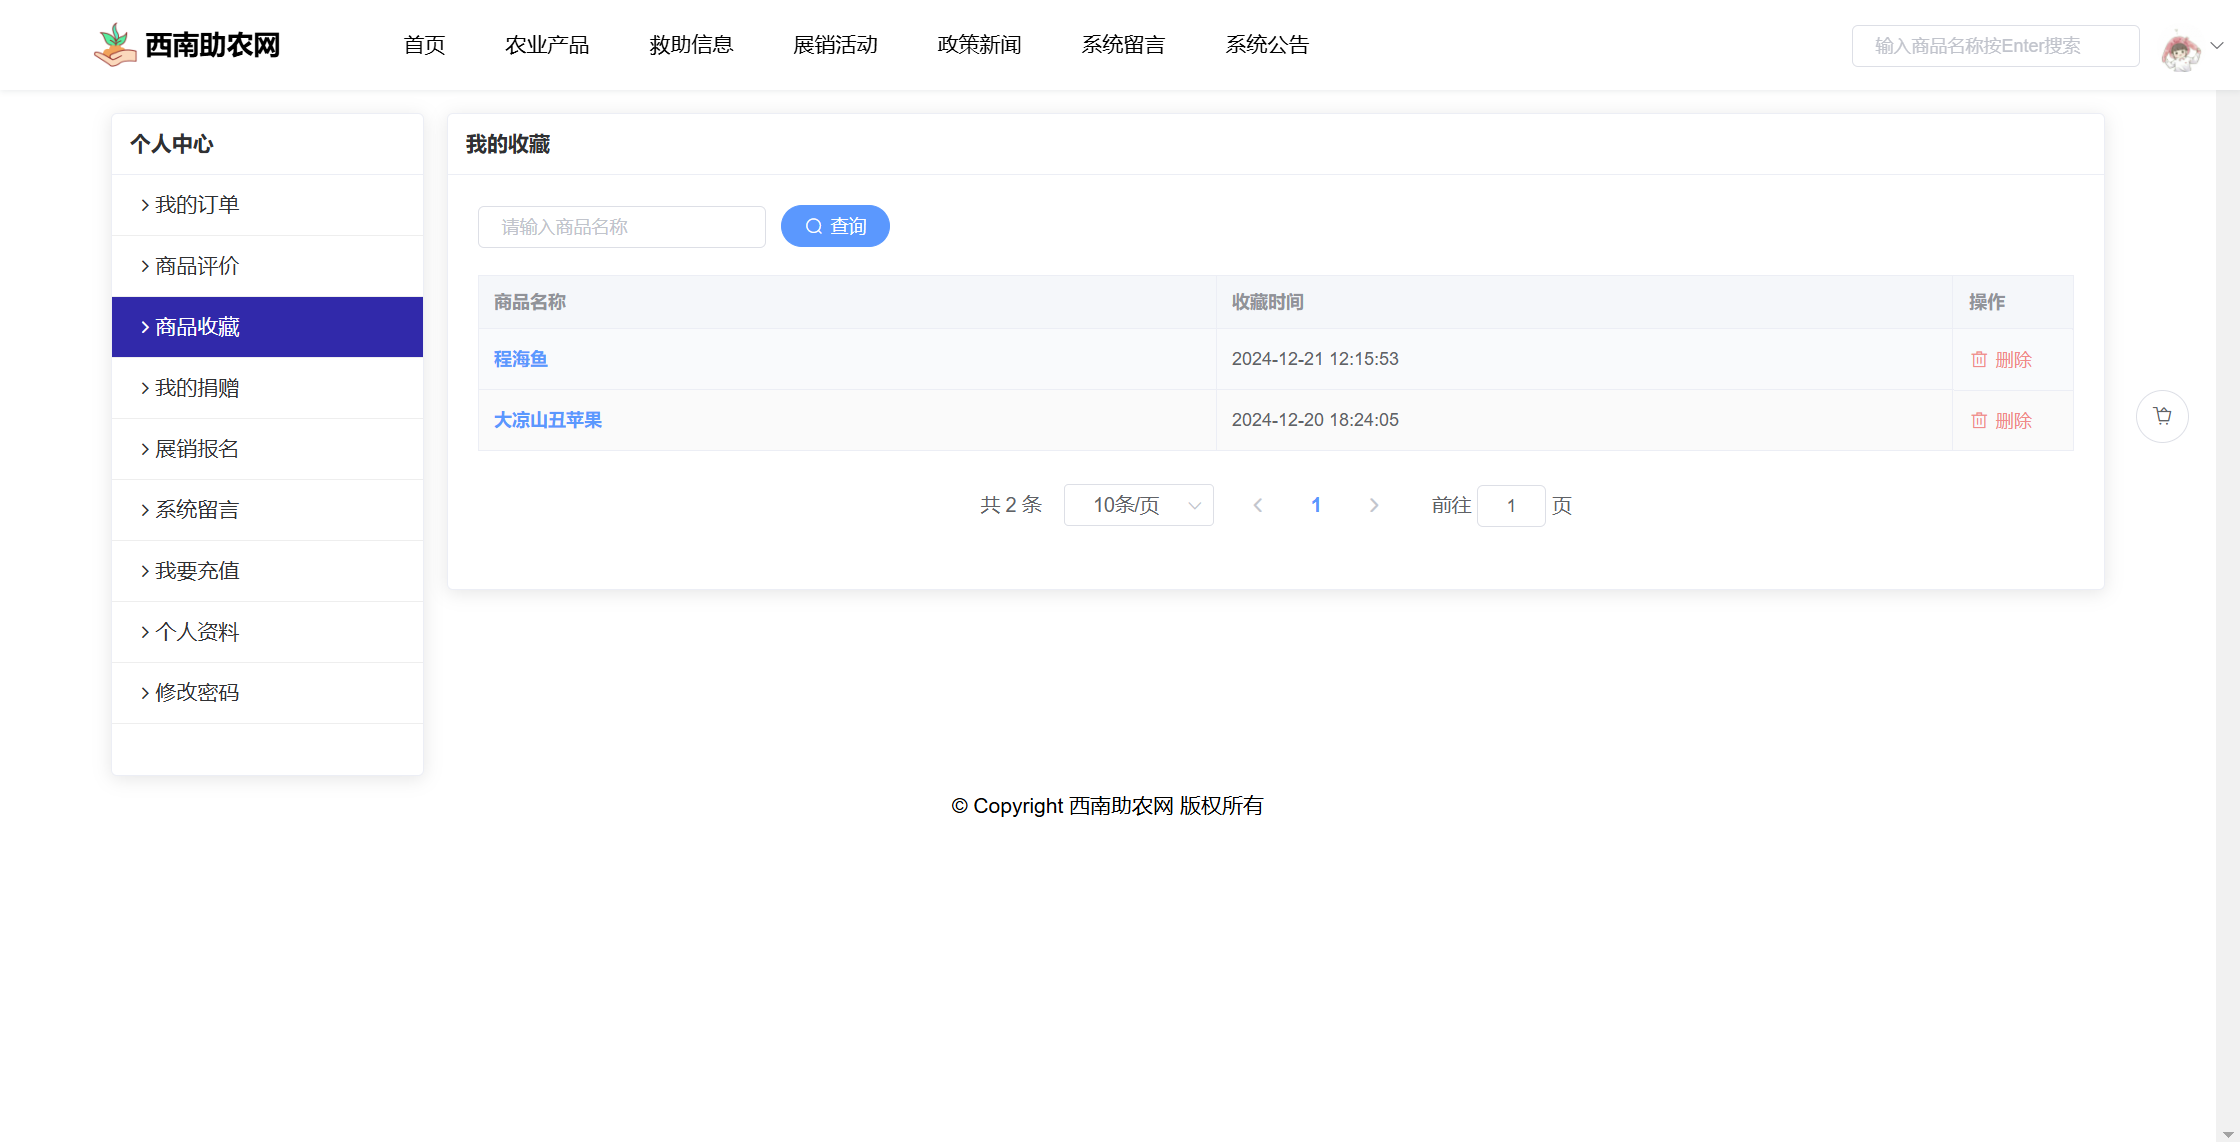 西南助农网
首页 农业产品 救助信息 展销活动 政策新闻 系统留言 系统公告
输入商品名称按Enter搜索
个人中心
我的订单
商品评价
商品收藏
我的捐赠
展销报名
系统留言
我要充值
个人资料
修改密码
我的收藏
请输入商品名称 查询
商品名称 收藏时间 操作
程海鱼 2024-12-21 12:15:53 删除
大凉山丑苹果 2024-12-20 18:24:05 删除
共 2 条 10条/页 1 前往 1 页
© Copyright 西南助农网 版权所有